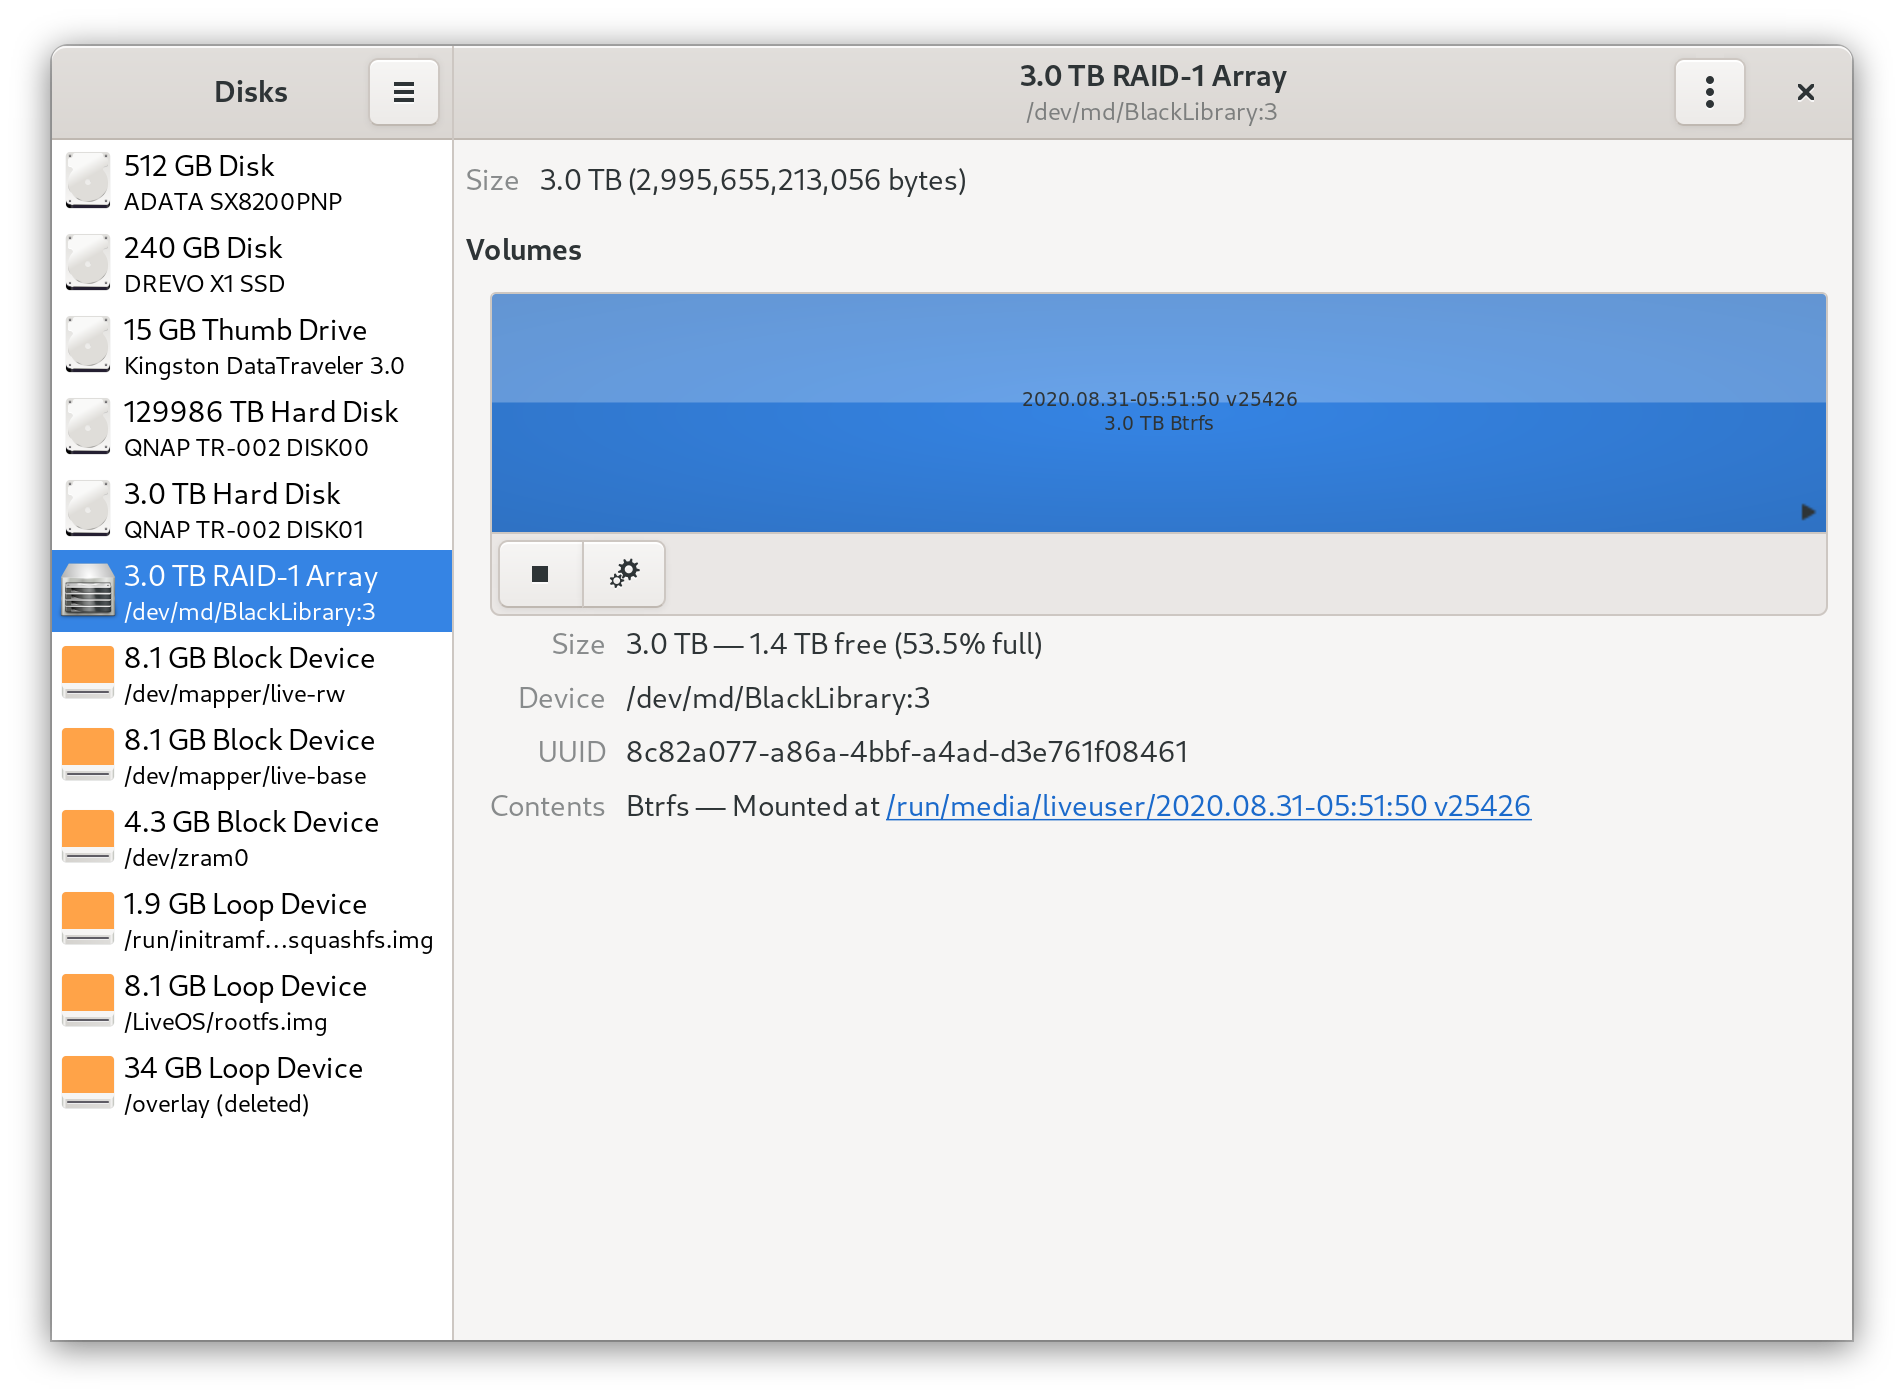 Disks
3.0 TB RAID-1 Array
/dev/md/BlackLibrary:3
512 GB Disk
ADATA SX8200PNP
240 GB Disk
DREVO X1 SSD
15 GB Thumb Drive
Kingston DataTraveler 3.0
129986 TB Hard Disk
QNAP TR-002 DISK00
3.0 TB Hard Disk
QNAP TR-002 DISK01
3.0 TB RAID-1 Array
/dev/md/BlackLibrary:3
8.1 GB Block Device
/dev/mapper/live-rw
8.1 GB Block Device
/dev/mapper/live-base
4.3 GB Block Device
/dev/zram0
1.9 GB Loop Device
/run/initramf…squashfs.img
8.1 GB Loop Device
/LiveOS/rootfs.img
34 GB Loop Device
/overlay (deleted)
Size 3.0 TB (2,995,655,213,056 bytes)
Volumes
2020.08.31-05:51:50 v25426
3.0 TB Btrfs
Size 3.0 TB — 1.4 TB free (53.5% full)
Device /dev/md/BlackLibrary:3
UUID 8c82a077-a86a-4bbf-a4ad-d3e761f08461
Contents Btrfs — Mounted at /run/media/liveuser/2020.08.31-05:51:50 v25426